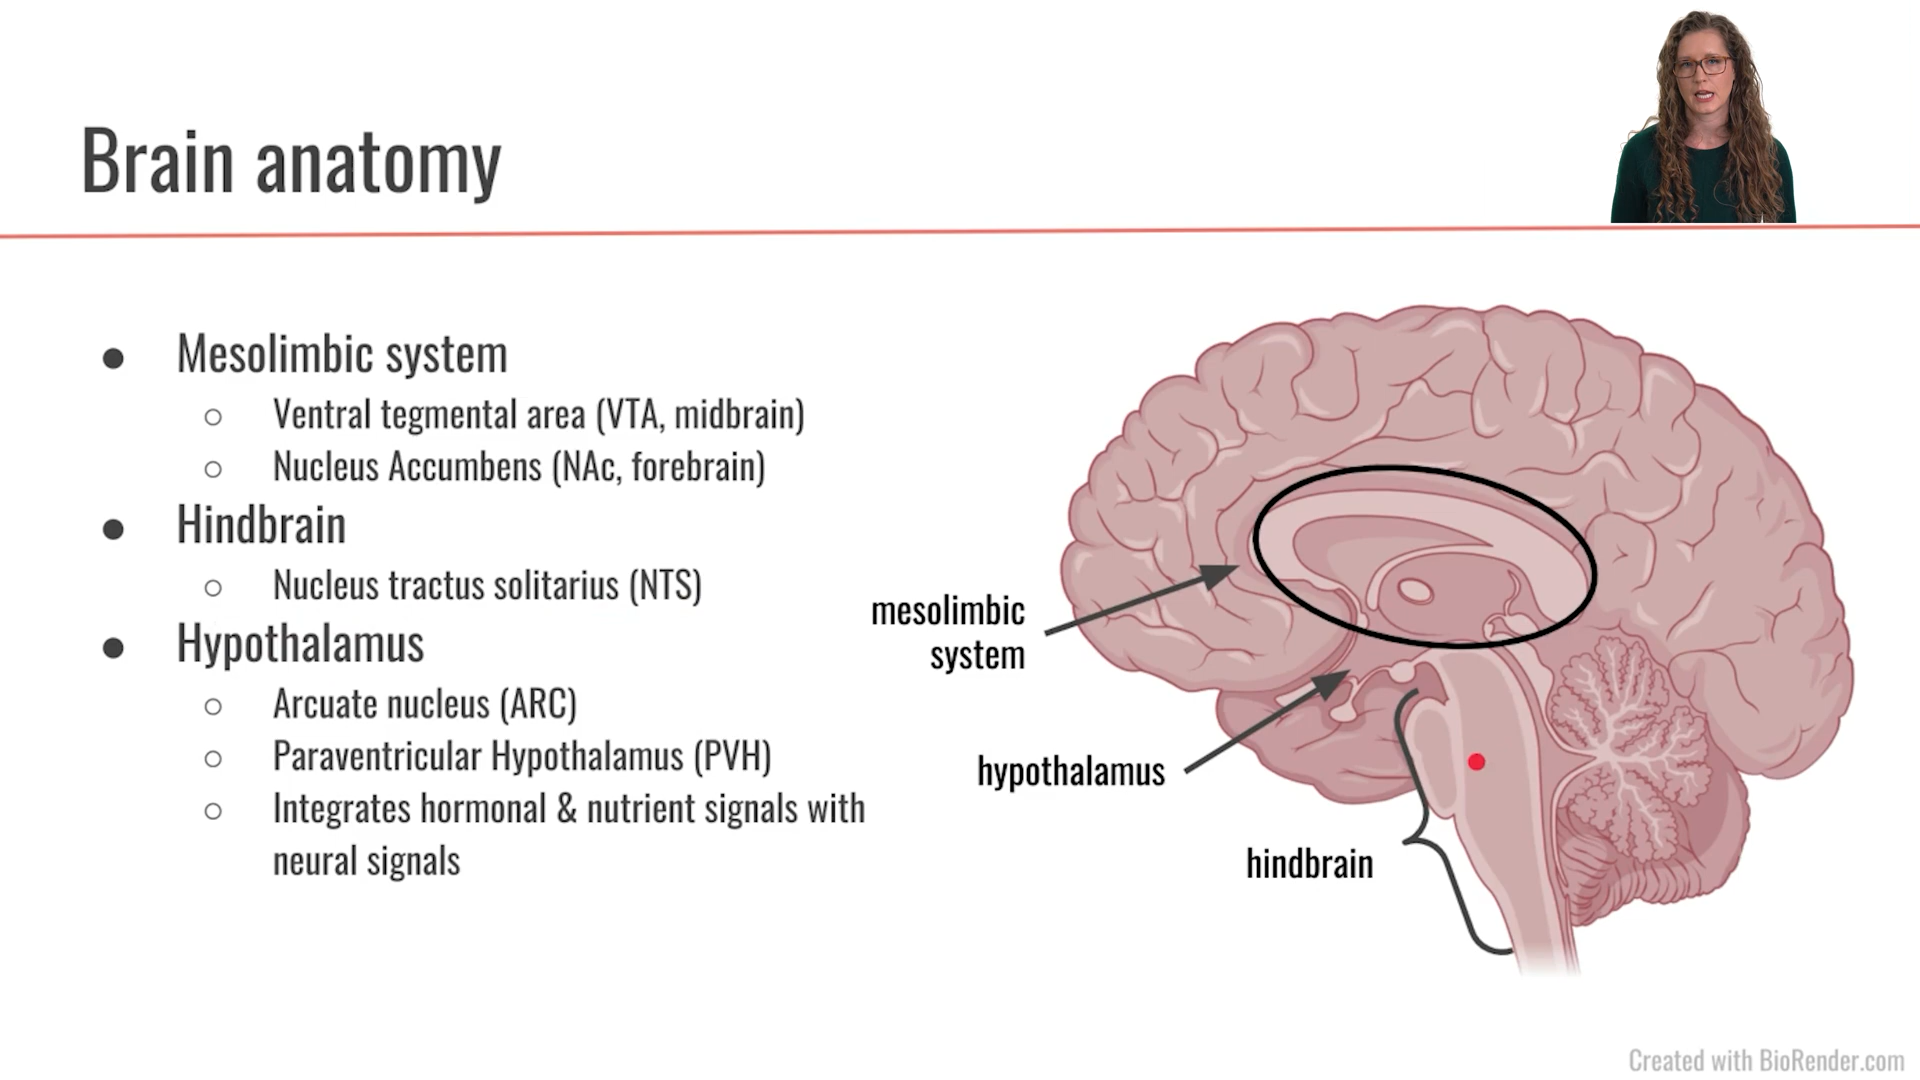 Brain anatomy
● Mesolimbic system
○ Ventral tegmental area (VTA, midbrain)
○ Nucleus Accumbens (NAc, forebrain)
● Hindbrain
○ Nucleus tractus solitarius (NTS)
● Hypothalamus
○ Arcuate nucleus (ARC)
○ Paraventricular Hypothalamus (PVH)
○ Integrates hormonal & nutrient signals with
neural signals
mesolimbic
system
hypothalamus
hindbrain
Created with BioRender.com